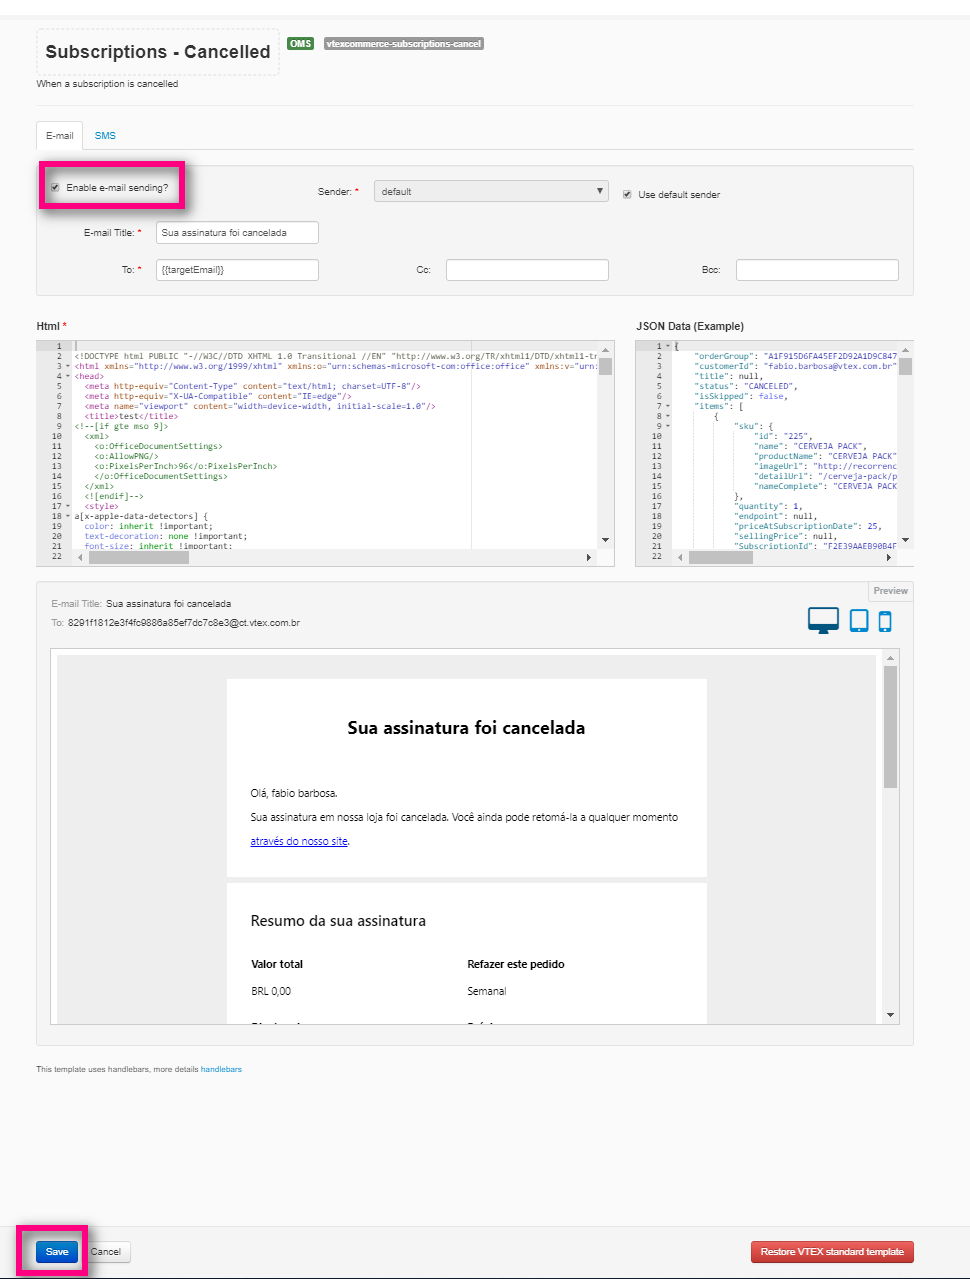 Subscriptions - Cancelled
OMS
vtexcommerce-subscriptions-cancel
When a subscription is cancelled
E-mail
SMS
Enable e-mail sending?
Sender: *
default
Use default sender
E-mail Title: *
Sua assinatura foi cancelada
To: *
{{targetEmail}}
Cc:
Bcc:
Html *
1
2 <!DOCTYPE html PUBLIC "-//W3C//DTD XHTML 1.0 Transitional //EN" "http://www.w3.org/TR/xhtml1/DTD/xhtml1-tr
3 <html xmlns="http://www.w3.org/1999/xhtml" xmlns:o="urn:schemas-microsoft-com:office:office" xmlns:v="urn:
4 <head>
5 <meta http-equiv="Content-Type" content="text/html; charset=UTF-8"/>
6 <meta http-equiv="X-UA-Compatible" content="IE=edge"/>
7 <meta name="viewport" content="width=device-width, initial-scale=1.0"/>
8 <title>test</title>
9 <!--[if gte mso 9]>
10 <xml>
11 <o:OfficeDocumentSettings>
12 <o:AllowPNG/>
13 <o:PixelsPerInch>96</o:PixelsPerInch>
14 </o:OfficeDocumentSettings>
15 </xml>
16 <![endif]-->
17 <style>
18 a[x-apple-data-detectors] {
19 color: inherit !important;
20 text-decoration: none !important;
21 font-size: inherit !important;
22
JSON Data (Example)
1 {
2 "orderGroup": "A1F915D6FA45EF2D92A1D9C847
3 "customerId": "fabio.barbosa@vtex.com.br"
4 "title": null,
5 "status": "CANCELED",
6 "isSkipped": false,
7 "items": [
8 {
9 "sku": {
10 "id": "225",
11 "name": "CERVEJA PACK",
12 "productName": "CERVEJA PACK"
13 "imageUrl": "http://recorrenc
14 "detailUrl": "/cerveja-pack/p
15 "nameComplete": "CERVEJA PACK
16 },
17 "quantity": 1,
18 "endpoint": null,
19 "priceAtSubscriptionDate": 25,
20 "sellingPrice": null,
21 "SubscriptionId": "F2E39AAEB90B4F
22
Preview
E-mail Title: Sua assinatura foi cancelada
To: 8291f1812e3f4fc9886a85ef7dc7c8e3@ct.vtex.com.br
Sua assinatura foi cancelada
Olá, fabio barbosa.
Sua assinatura em nossa loja foi cancelada. Você ainda pode retomá-la a qualquer momento
através do nosso site.
Resumo da sua assinatura
Valor total
Refazer este pedido
BRL 0,00
Semanal
This template uses handlebars, more details handlebars
Save
Cancel
Restore VTEX standard template